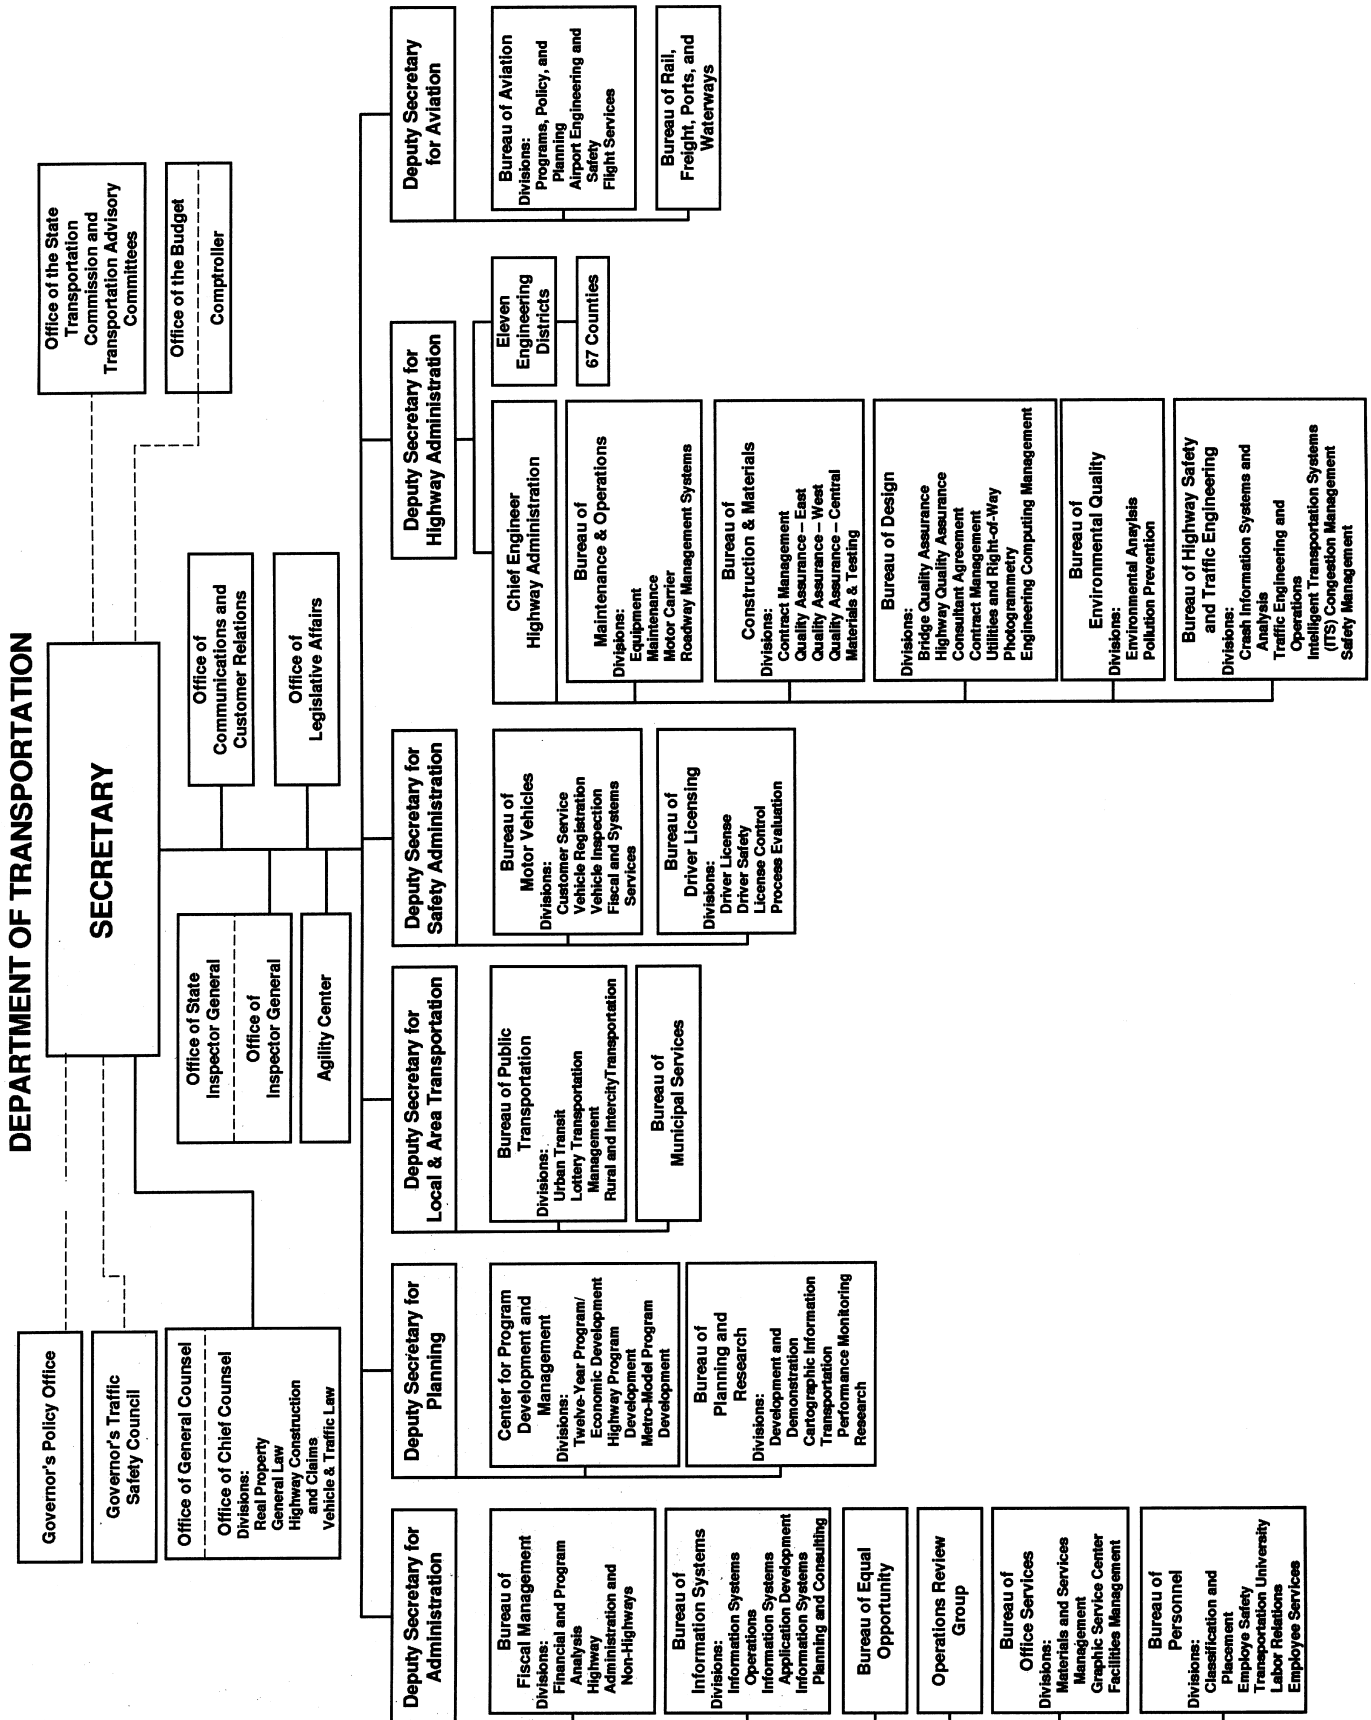 DEPARTMENT OF TRANSPORTATION
SECRETARY
Governor's Policy Office
Governor's Traffic
Safety Council
Office of General Counsel
Office of Chief Counsel
Divisions:
Real Property
General Law
Highway Construction
and Claims
Vehicle & Traffic Law
Office of State
Inspector General
Office of
Inspector General
Agility Center
Office of
Communications and
Customer Relations
Office of
Legislative Affairs
Office of the State
Transportation
Commission and
Transportation Advisory
Committees
Office of the Budget
Comptroller
Deputy Secretary for
Administration
Bureau of
Fiscal Management
Divisions:
Financial and Program
Analysis
Highway
Administration and
Non-Highways
Bureau of
Information Systems
Divisions:
Information Systems
Operations
Information Systems
Application Development
Information Systems
Planning and Consulting
Bureau of Equal
Opportunity
Operations Review
Group
Bureau of
Office Services
Divisions:
Materials and Services
Management
Graphic Service Center
Facilities Management
Bureau of
Personnel
Divisions:
Classification and
Placement
Employe Safety
Transportation University
Labor Relations
Employee Services
Deputy Secretary for
Planning
Center for Program
Development and
Management
Divisions:
Twelve-Year Program/
Economic Development
Highway Program
Development
Metro-Model Program
Development
Bureau of
Planning and
Research
Divisions:
Development and
Demonstration
Cartographic Information
Transportation
Performance Monitoring
Research
Deputy Secretary for
Local & Area Transportation
Bureau of Public
Transportation
Divisions:
Urban Transit
Lottery Transportation
Management
Rural and IntercityTransportation
Bureau of
Municipal Services
Deputy Secretary for
Safety Administration
Bureau of
Motor Vehicles
Divisions:
Customer Service
Vehicle Registration
Vehicle Inspection
Fiscal and Systems
Services
Bureau of
Driver Licensing
Divisions:
Driver License
Driver Safety
License Control
Process Evaluation
Deputy Secretary for
Highway Administration
Chief Engineer
Highway Administration
Bureau of
Maintenance & Operations
Divisions:
Equipment
Maintenance
Motor Carrier
Roadway Management Systems
Bureau of
Construction & Materials
Divisions:
Contract Management
Quality Assurance – East
Quality Assurance – West
Quality Assurance – Central
Materials & Testing
Bureau of Design
Divisions:
Bridge Quality Assurance
Highway Quality Assurance
Consultant Agreement
Contract Management
Utilities and Right-of-Way
Photogrammetry
Engineering Computing Management
Bureau of
Environmental Quality
Divisions:
Environmental Anaylsis
Pollution Prevention
Bureau of Highway Safety
and Traffic Engineering
Divisions:
Crash Information Systems and
Analysis
Traffic Engineering and
Operations
Intelligent Transportation Systems
(ITS) Congestion Management
Safety Management
Eleven
Engineering
Districts
67 Counties
Deputy Secretary
for Aviation
Bureau of Aviation
Divisions:
Programs, Policy, and
Planning
Airport Engineering and
Safety
Flight Services
Bureau of Rail,
Freight, Ports, and
Waterways